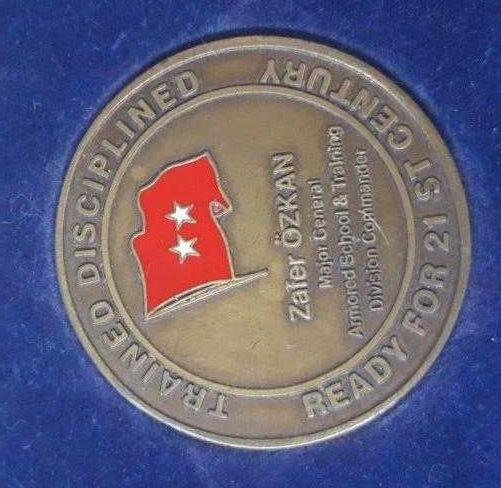 TRAINED DISCIPLINED
READY FOR 21 ST CENTURY
Zafer ÖZKAN
Major General
Armored School & Training
Division Commander